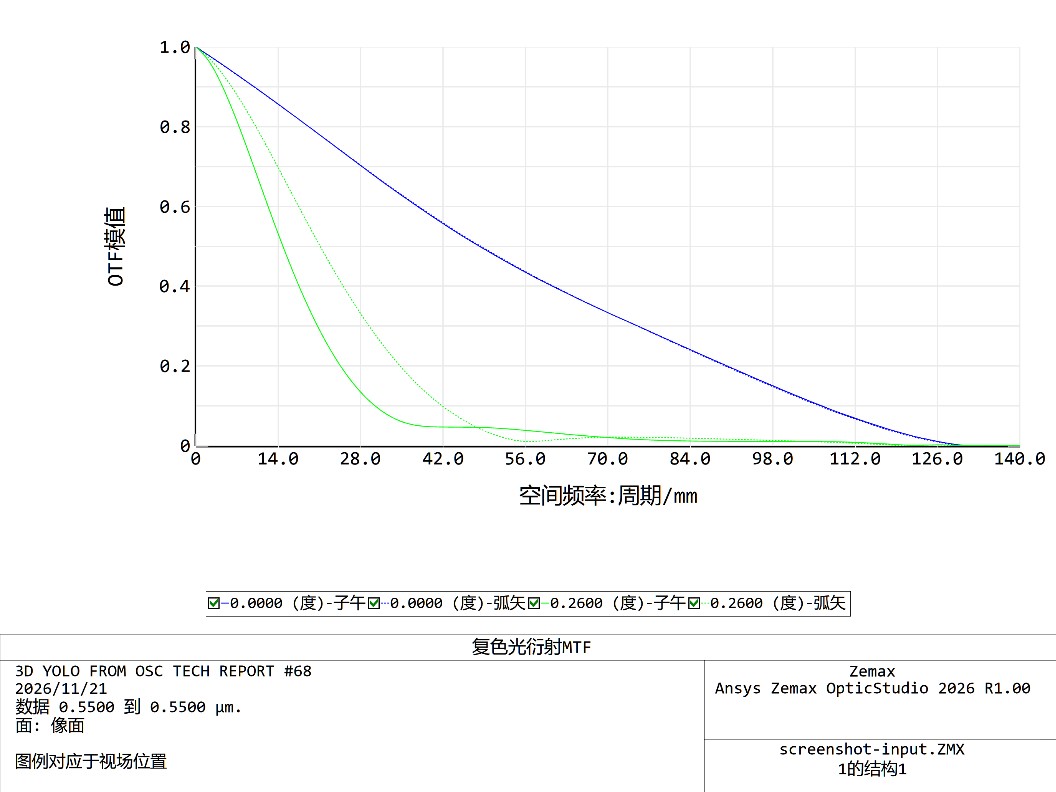 1.0
0.8
0.6
0.4
0.2
0
OTF模值
0 14.0 28.0 42.0 56.0 70.0 84.0 98.0 112.0 126.0 140.0
空间频率:周期/mm
0.0000 (度)-子午 0.0000 (度)-弧矢 0.2600 (度)-子午 0.2600 (度)-弧矢
复色光衍射MTF
3D YOLO FROM OSC TECH REPORT #68
2026/11/21
数据 0.5500 到 0.5500 µm.
面: 像面
图例对应于视场位置
Zemax
Ansys Zemax OpticStudio 2026 R1.00
screenshot-input.ZMX
1的结构1